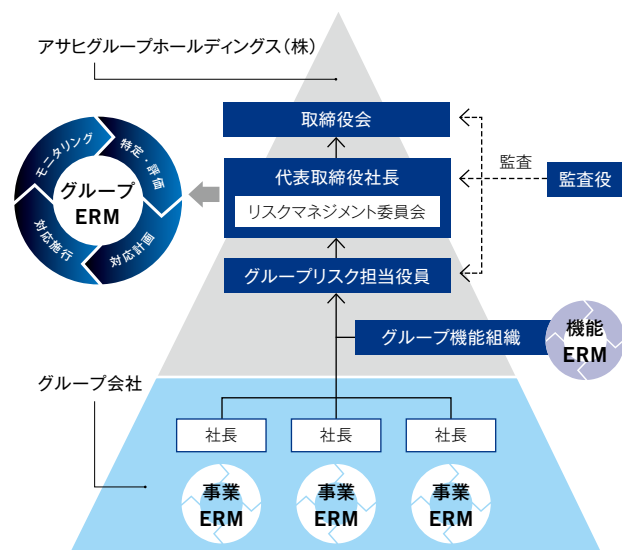 アサヒグループホールディングス(株)
取締役会
モニタリング
特定・評価
対応計画
対応施行
グループ
ERM
代表取締役社長
リスクマネジメント委員会
監査
監査役
グループリスク担当役員
グループ機能組織
機能
ERM
グループ会社
社長
社長
社長
事業
ERM
事業
ERM
事業
ERM